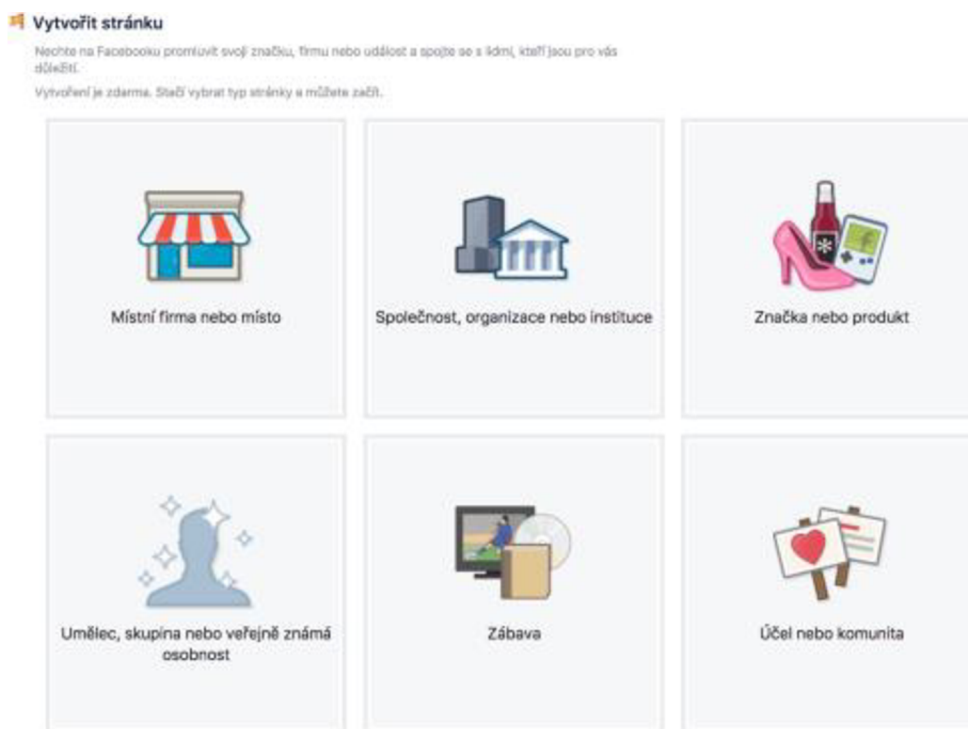 Vytvořit stránku
Nechte na Facebooku promluvit svoji značku, firmu nebo událost a spojte se s lidmi, kteří jsou pro vás
důležití.
Vytvoření je zdarma. Stačí vybrat typ stránky a můžete začít.
Místní firma nebo místo
Společnost, organizace nebo instituce
Značka nebo produkt
Umělec, skupina nebo veřejně známá
osobnost
Zábava
Účel nebo komunita